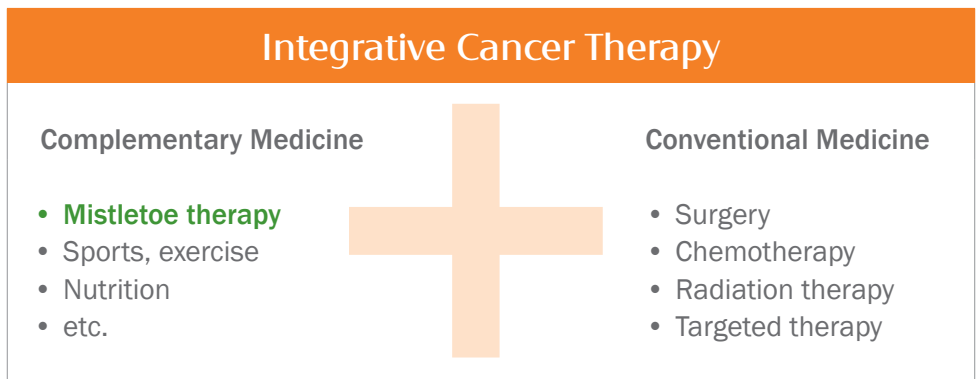 Integrative Cancer Therapy
Complementary Medicine
• Mistletoe therapy
• Sports, exercise
• Nutrition
• etc.
Conventional Medicine
• Surgery
• Chemotherapy
• Radiation therapy
• Targeted therapy